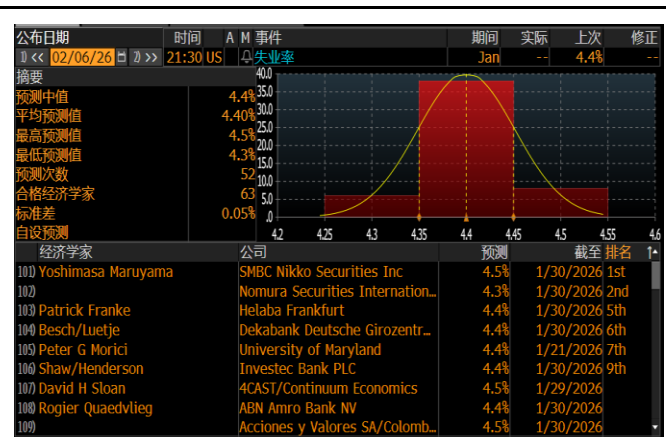 公布日期 时间 A M 事件 期间 实际 上次 修正
1) << 02/06/26 2) >> 21:30 US 失业率 Jan -- 4.4% --
摘要
预测中值 4.4%
平均预测值 4.40%
最高预测值 4.5%
最低预测值 4.3%
预测次数 52
合格经济学家 63
标准差 0.05%
自设预测
40.0
35.0
30.0
25.0
20.0
15.0
10.0
5.0
.0
4.2 4.25 4.3 4.35 4.4 4.45 4.5 4.55 4.6
经济学家 公司 预测 截至 排名 1
101) Yoshimasa Maruyama SMBC Nikko Securities Inc 4.5% 1/30/2026 1st
102) Nomura Securities Internation... 4.3% 1/30/2026 2nd
103) Patrick Franke Helaba Frankfurt 4.4% 1/30/2026 5th
104) Besch/Luetje Dekabank Deutsche Girozentr... 4.4% 1/30/2026 6th
105) Peter G Morici University of Maryland 4.4% 1/21/2026 7th
106) Shaw/Henderson Investec Bank PLC 4.4% 1/30/2026 9th
107) David H Sloan 4CAST/Continuum Economics 4.5% 1/29/2026
108) Rogier Quaedvlieg ABN Amro Bank NV 4.4% 1/30/2026
109) Acciones y Valores SA/Colomb... 4.5% 1/30/2026